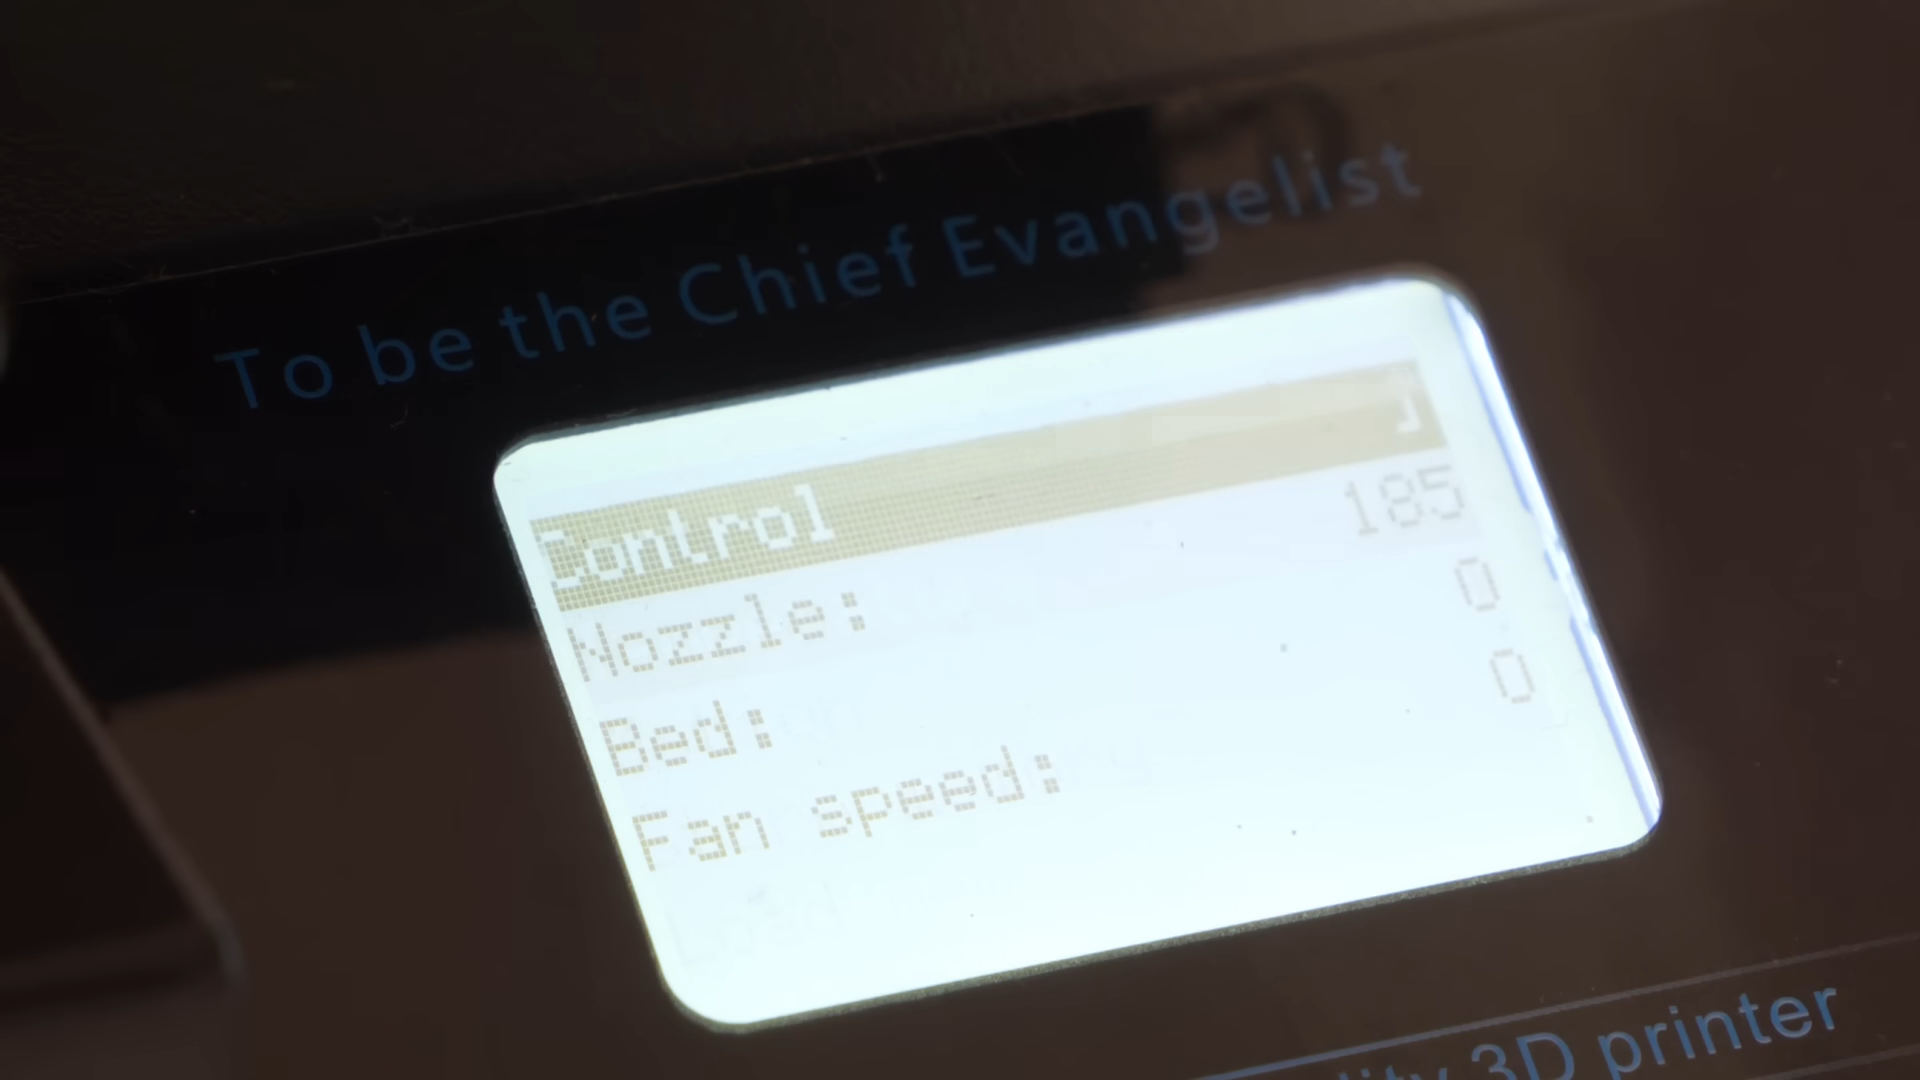 To be the Chief Evangelist
Control
Nozzle: 185
Bed: 0
Fan speed: 0
3D printer